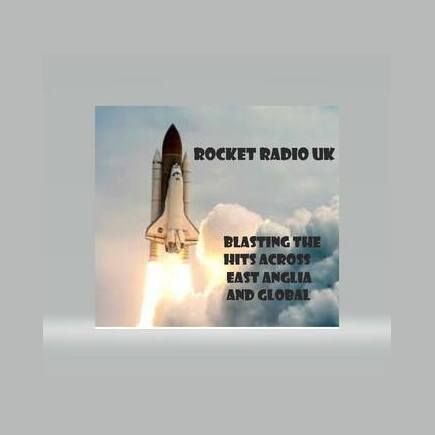 ROCKET RADIO UK
BLASTING THE
HITS ACROSS
EAST ANGLIA
AND GLOBAL